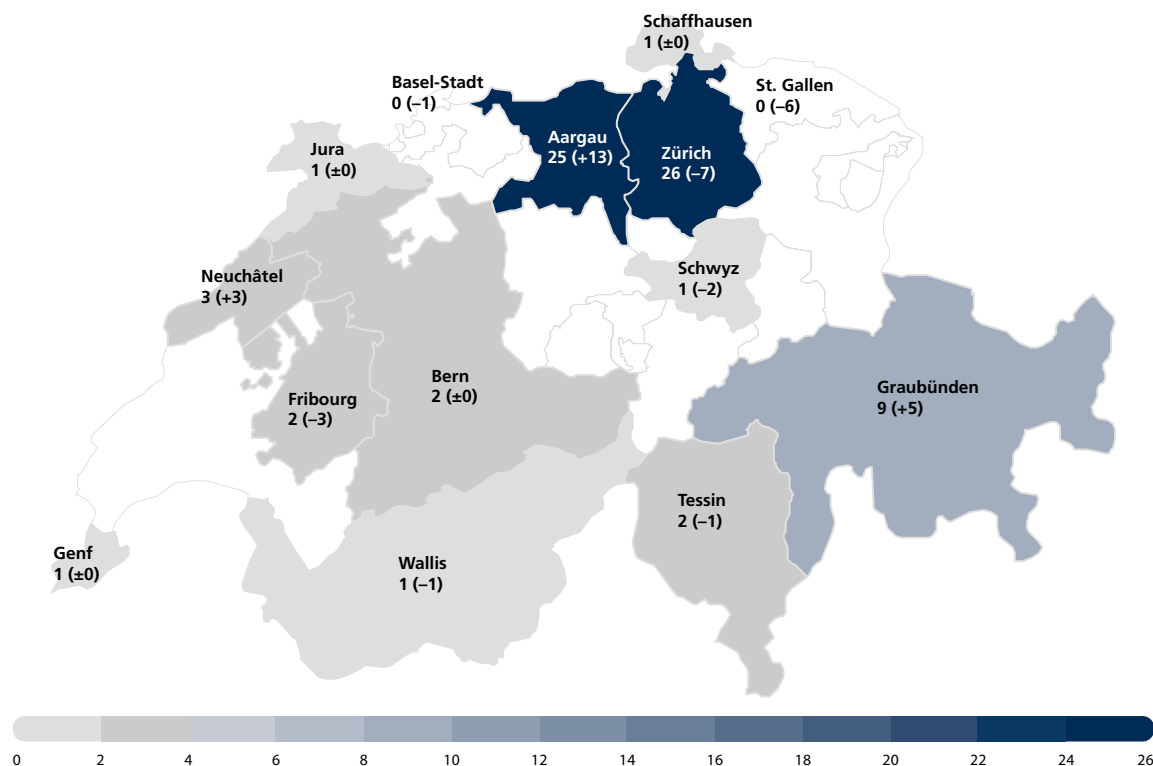 Schaffhausen
1 (±0)
Basel-Stadt
0 (–1)
St. Gallen
0 (–6)
Aargau
25 (+13)
Zürich
26 (–7)
Jura
1 (±0)
Neuchâtel
3 (+3)
Schwyz
1 (–2)
Bern
2 (±0)
Fribourg
2 (–3)
Graubünden
9 (+5)
Tessin
2 (–1)
Genf
1 (±0)
Wallis
1 (–1)
0 2 4 6 8 10 12 14 16 18 20 22 24 26